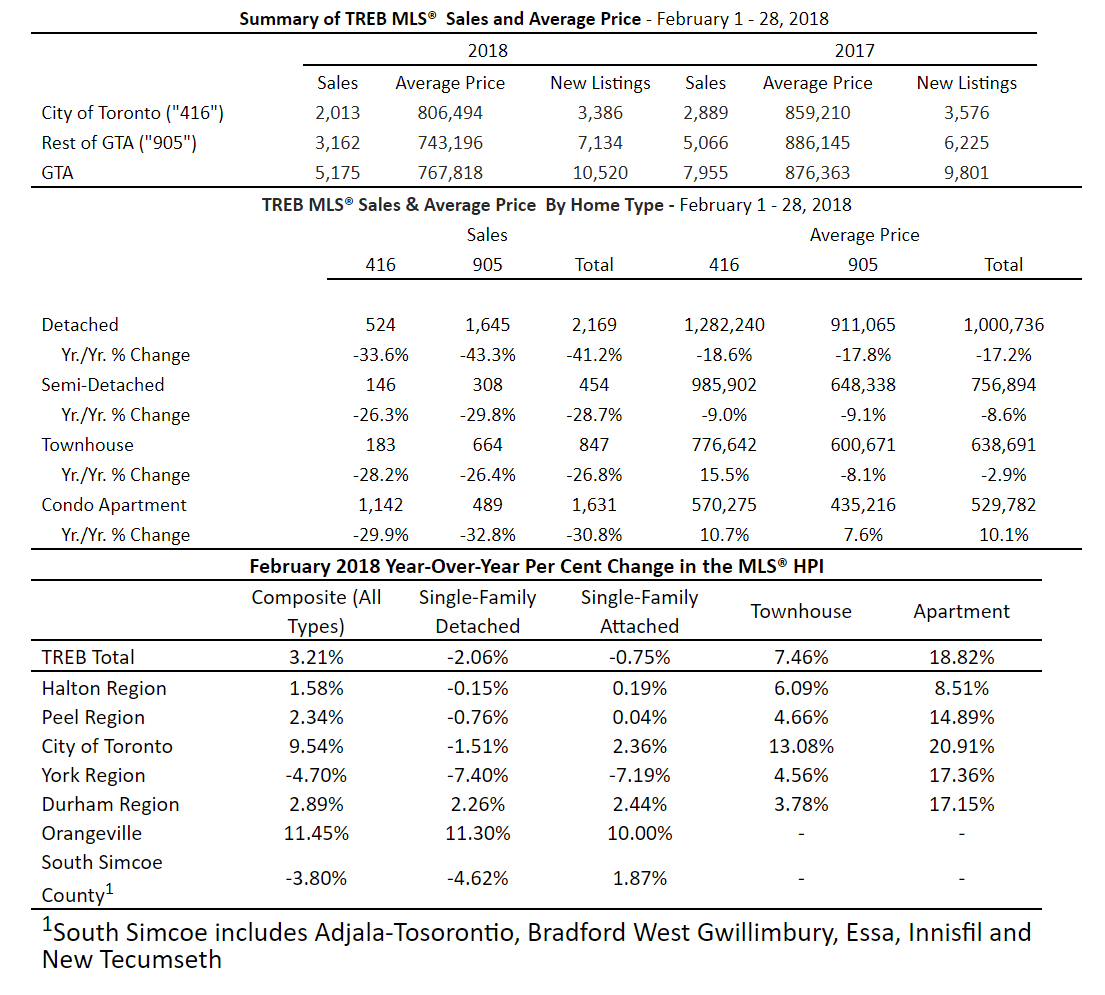 Summary of TREB MLS® Sales and Average Price - February 1 - 28, 2018
2018 2017
Sales Average Price New Listings Sales Average Price New Listings
City of Toronto ("416") 2,013 806,494 3,386 2,889 859,210 3,576
Rest of GTA ("905") 3,162 743,196 7,134 5,066 886,145 6,225
GTA 5,175 767,818 10,520 7,955 876,363 9,801
TREB MLS® Sales & Average Price By Home Type - February 1 - 28, 2018
Sales Average Price
416 905 Total 416 905 Total
Detached 524 1,645 2,169 1,282,240 911,065 1,000,736
Yr./Yr. % Change -33.6% -43.3% -41.2% -18.6% -17.8% -17.2%
Semi-Detached 146 308 454 985,902 648,338 756,894
Yr./Yr. % Change -26.3% -29.8% -28.7% -9.0% -9.1% -8.6%
Townhouse 183 664 847 776,642 600,671 638,691
Yr./Yr. % Change -28.2% -26.4% -26.8% 15.5% -8.1% -2.9%
Condo Apartment 1,142 489 1,631 570,275 435,216 529,782
Yr./Yr. % Change -29.9% -32.8% -30.8% 10.7% 7.6% 10.1%
February 2018 Year-Over-Year Per Cent Change in the MLS® HPI
Composite (All Single-Family Single-Family Townhouse Apartment
Types) Detached Attached
TREB Total 3.21% -2.06% -0.75% 7.46% 18.82%
Halton Region 1.58% -0.15% 0.19% 6.09% 8.51%
Peel Region 2.34% -0.76% 0.04% 4.66% 14.89%
City of Toronto 9.54% -1.51% 2.36% 13.08% 20.91%
York Region -4.70% -7.40% -7.19% 4.56% 17.36%
Durham Region 2.89% 2.26% 2.44% 3.78% 17.15%
Orangeville 11.45% 11.30% 10.00% - -
South Simcoe
County1 -3.80% -4.62% 1.87% - -
1South Simcoe includes Adjala-Tosorontio, Bradford West Gwillimbury, Essa, Innisfil and
New Tecumseth